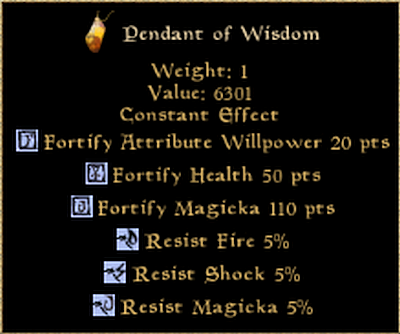 Pendant of Wisdom
Weight: 1
Value: 6301
Constant Effect
Fortify Attribute Willpower 20 pts
Fortify Health 50 pts
Fortify Magicka 110 pts
Resist Fire 5%
Resist Shock 5%
Resist Magicka 5%